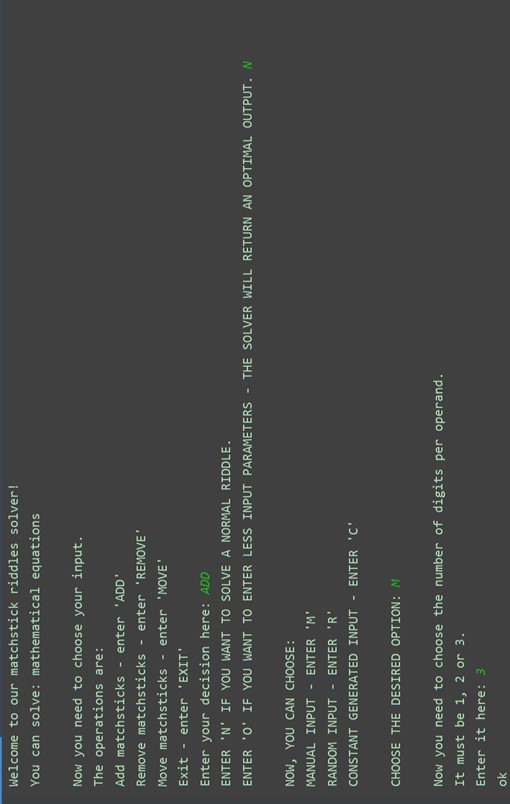 Welcome to our matchstick riddles solver!
You can solve: mathematical equations
Now you need to choose your input.
The operations are:
Add matchsticks - enter 'ADD'
Remove matchsticks - enter 'REMOVE'
Move matchsticks - enter 'MOVE'
Exit - enter 'EXIT'
Enter your decision here: ADD
ENTER 'N' IF YOU WANT TO SOLVE A NORMAL RIDDLE.
ENTER 'O' IF YOU WANT TO ENTER LESS INPUT PARAMETERS - THE SOLVER WILL RETURN AN OPTIMAL OUTPUT. N
NOW, YOU CAN CHOOSE:
MANUAL INPUT - ENTER 'M'
RANDOM INPUT - ENTER 'R'
CONSTANT GENERATED INPUT - ENTER 'C'
CHOOSE THE DESIRED OPTION: M
Now you need to choose the number of digits per operand.
It must be 1, 2 or 3.
Enter it here: 3
ok